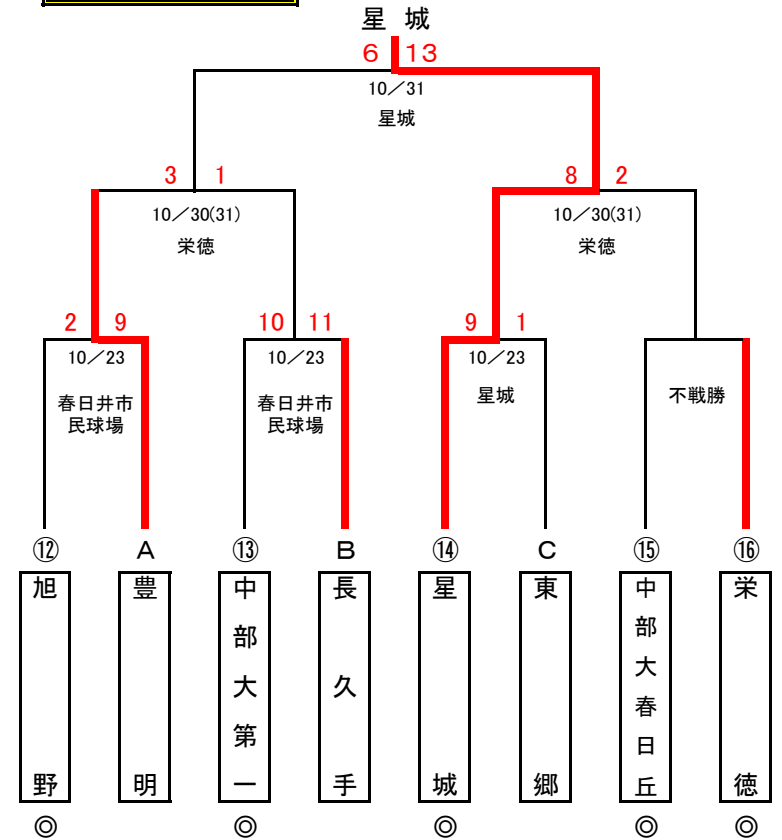 星 城
6 13
10／31
星城
3 1
8 2
10／30(31)
栄徳
10／30(31)
栄徳
2 9
10 11
9 1
10／23
春日井市
民球場
10／23
春日井市
民球場
10／23
星城
不戦勝
⑫ A ⑬ B ⑭ C ⑮ ⑯
旭野
豊明
中部大第一
長久手
星城
東郷
中部大春日丘
栄徳
◎ ◎ ◎ ◎ ◎